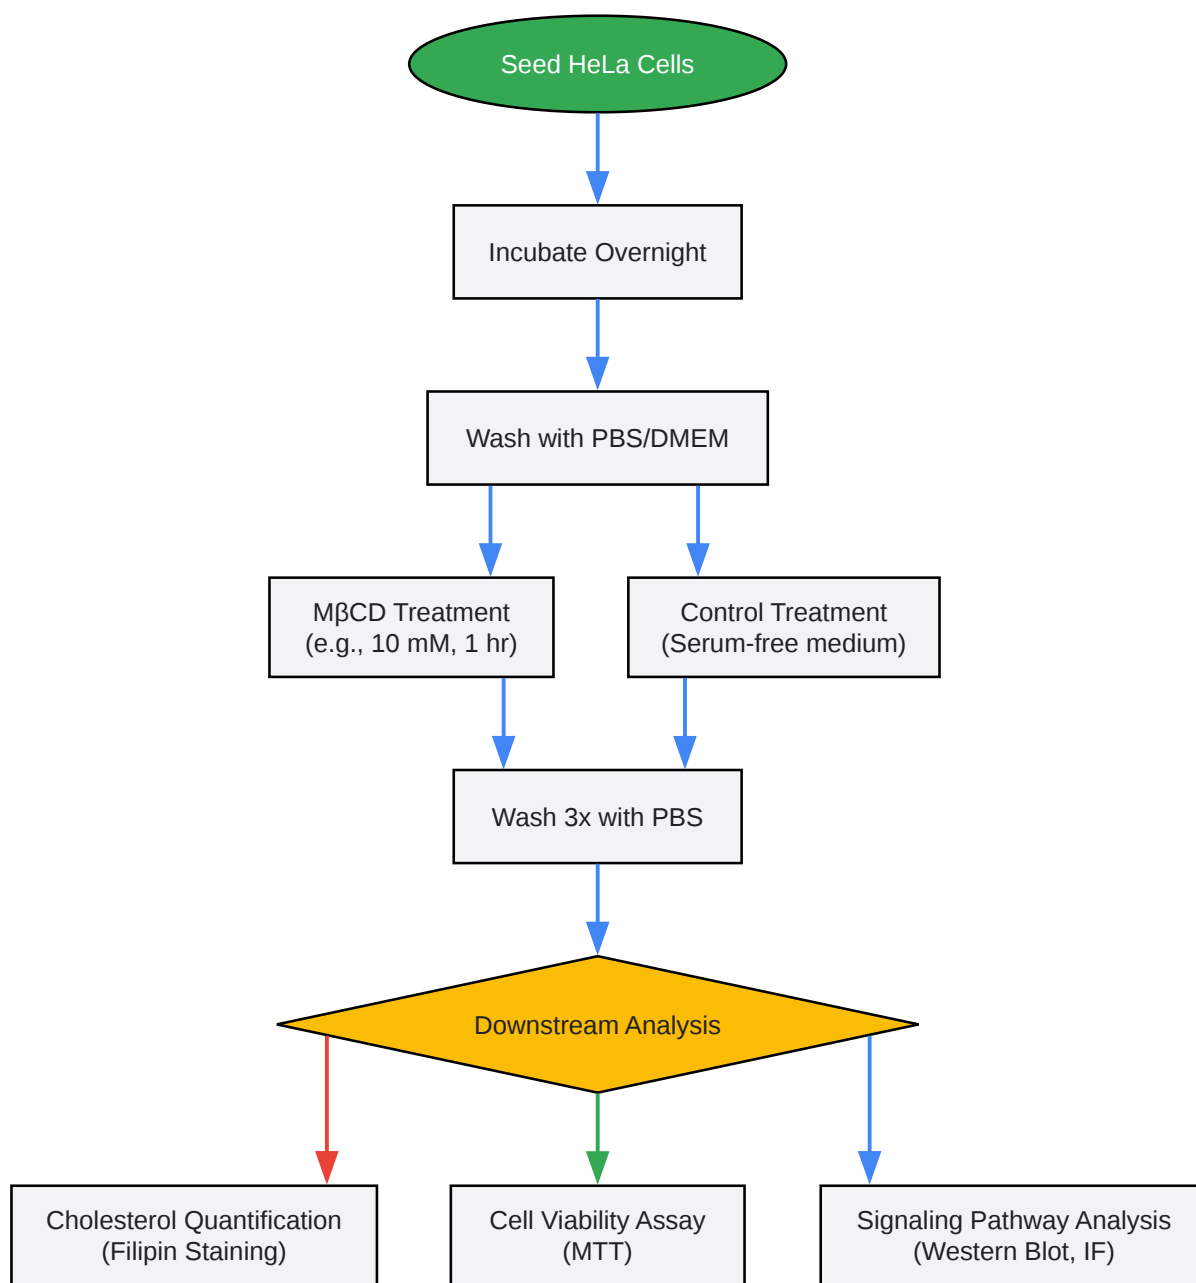 Seed HeLa Cells
Incubate Overnight
Wash with PBS/DMEM
MβCD Treatment
(e.g., 10 mM, 1 hr)
Control Treatment
(Serum-free medium)
Wash 3x with PBS
Downstream Analysis
Cholesterol Quantification
(Filipin Staining)
Cell Viability Assay
(MTT)
Signaling Pathway Analysis
(Western Blot, IF)